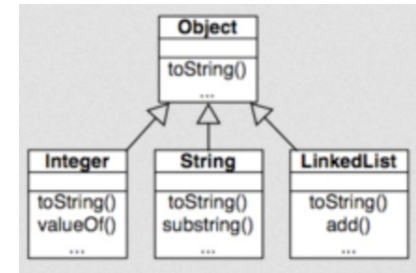 Object
toString()
...
Integer
toString()
valueOf()
...
String
toString()
substring()
...
LinkedList
toString()
add()
...